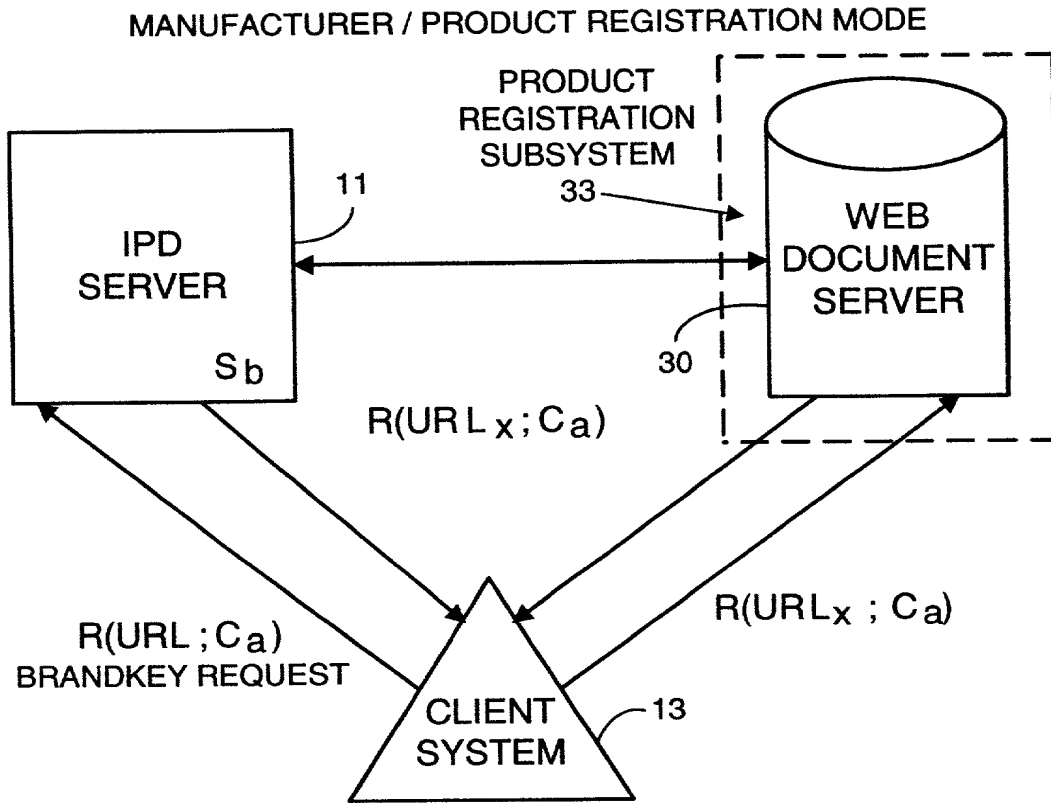 MANUFACTURER / PRODUCT REGISTRATION MODE
PRODUCT
REGISTRATION
SUBSYSTEM
33
11
IPD
SERVER
Sb
WEB
DOCUMENT
SERVER
30
R(URLx; Ca)
R(URL; Ca)
BRANDKEY REQUEST
R(URLx; Ca)
CLIENT
SYSTEM
13